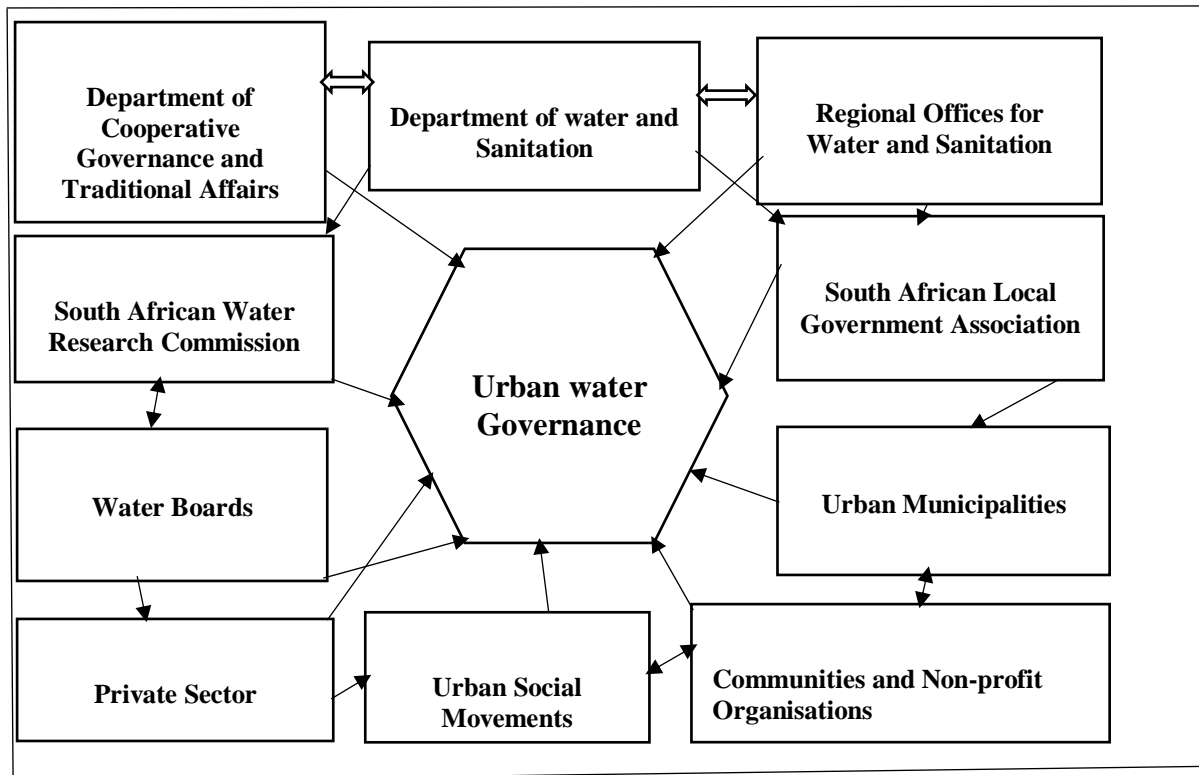 Department of
Cooperative
Governance and
Traditional Affairs
Department of water and
Sanitation
Regional Offices for
Water and Sanitation
South African Water
Research Commission
Urban water
Governance
South African Local
Government Association
Water Boards
Urban Municipalities
Private Sector
Urban Social
Movements
Communities and Non-profit
Organisations